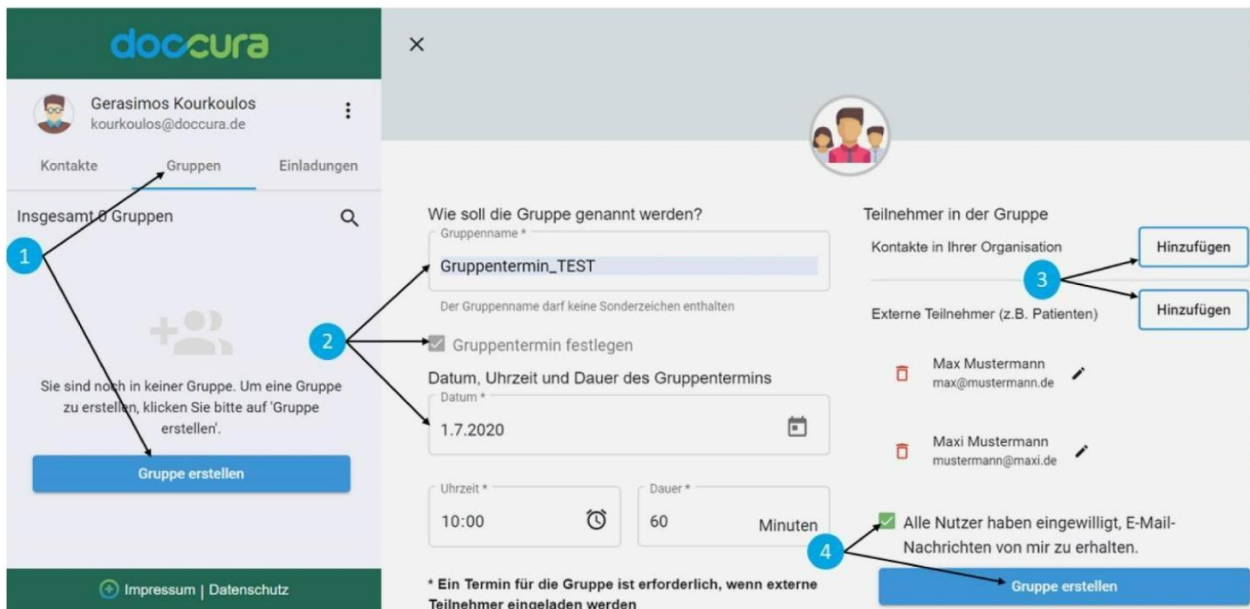 doccura
Gerasimos Kourkoulos
kourkoulos@doccura.de
Kontakte
Gruppen
Einladungen
Insgesamt 0 Gruppen
1
Sie sind noch in keiner Gruppe. Um eine Gruppe
zu erstellen, klicken Sie bitte auf 'Gruppe
erstellen'.
Gruppe erstellen
Impressum | Datenschutz
Wie soll die Gruppe genannt werden?
Gruppenname *
Gruppentermin_TEST
Der Gruppenname darf keine Sonderzeichen enthalten
2
Gruppentermin festlegen
Datum, Uhrzeit und Dauer des Gruppentermins
Datum *
1.7.2020
Uhrzeit *
10:00
Dauer *
60
Minuten
* Ein Termin für die Gruppe ist erforderlich, wenn externe
Teilnehmer eingeladen werden
Teilnehmer in der Gruppe
Kontakte in Ihrer Organisation
Hinzufügen
3
Externe Teilnehmer (z.B. Patienten)
Hinzufügen
Max Mustermann
max@mustermann.de
Maxi Mustermann
mustermann@maxi.de
Alle Nutzer haben eingewilligt, E-Mail-
Nachrichten von mir zu erhalten.
4
Gruppe erstellen